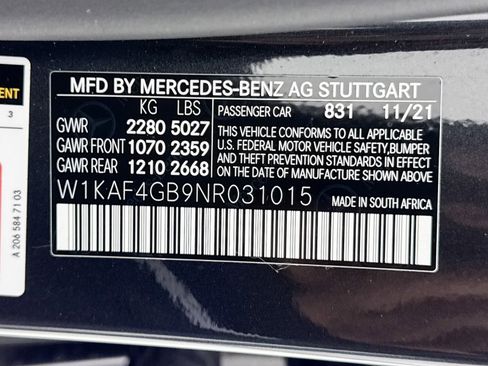 MFD BY MERCEDES-BENZ AG STUTTGART
KG LBS
PASSENGER CAR 831 11/21
GVWR 2280 5027
GAWR FRONT 1070 2359
GAWR REAR 1210 2668
THIS VEHICLE CONFORMS TO ALL APPLICABLE
U.S. FEDERAL MOTOR VEHICLE SAFETY,BUMPER
AND THEFT PREVENTION STANDARDS IN EFFECT
ON THE DATE OF MANUFACTURE SHOWN ABOVE.
W1KAF4GB9NR031015
MADE IN SOUTH AFRICA
3
A 206 584 71 03